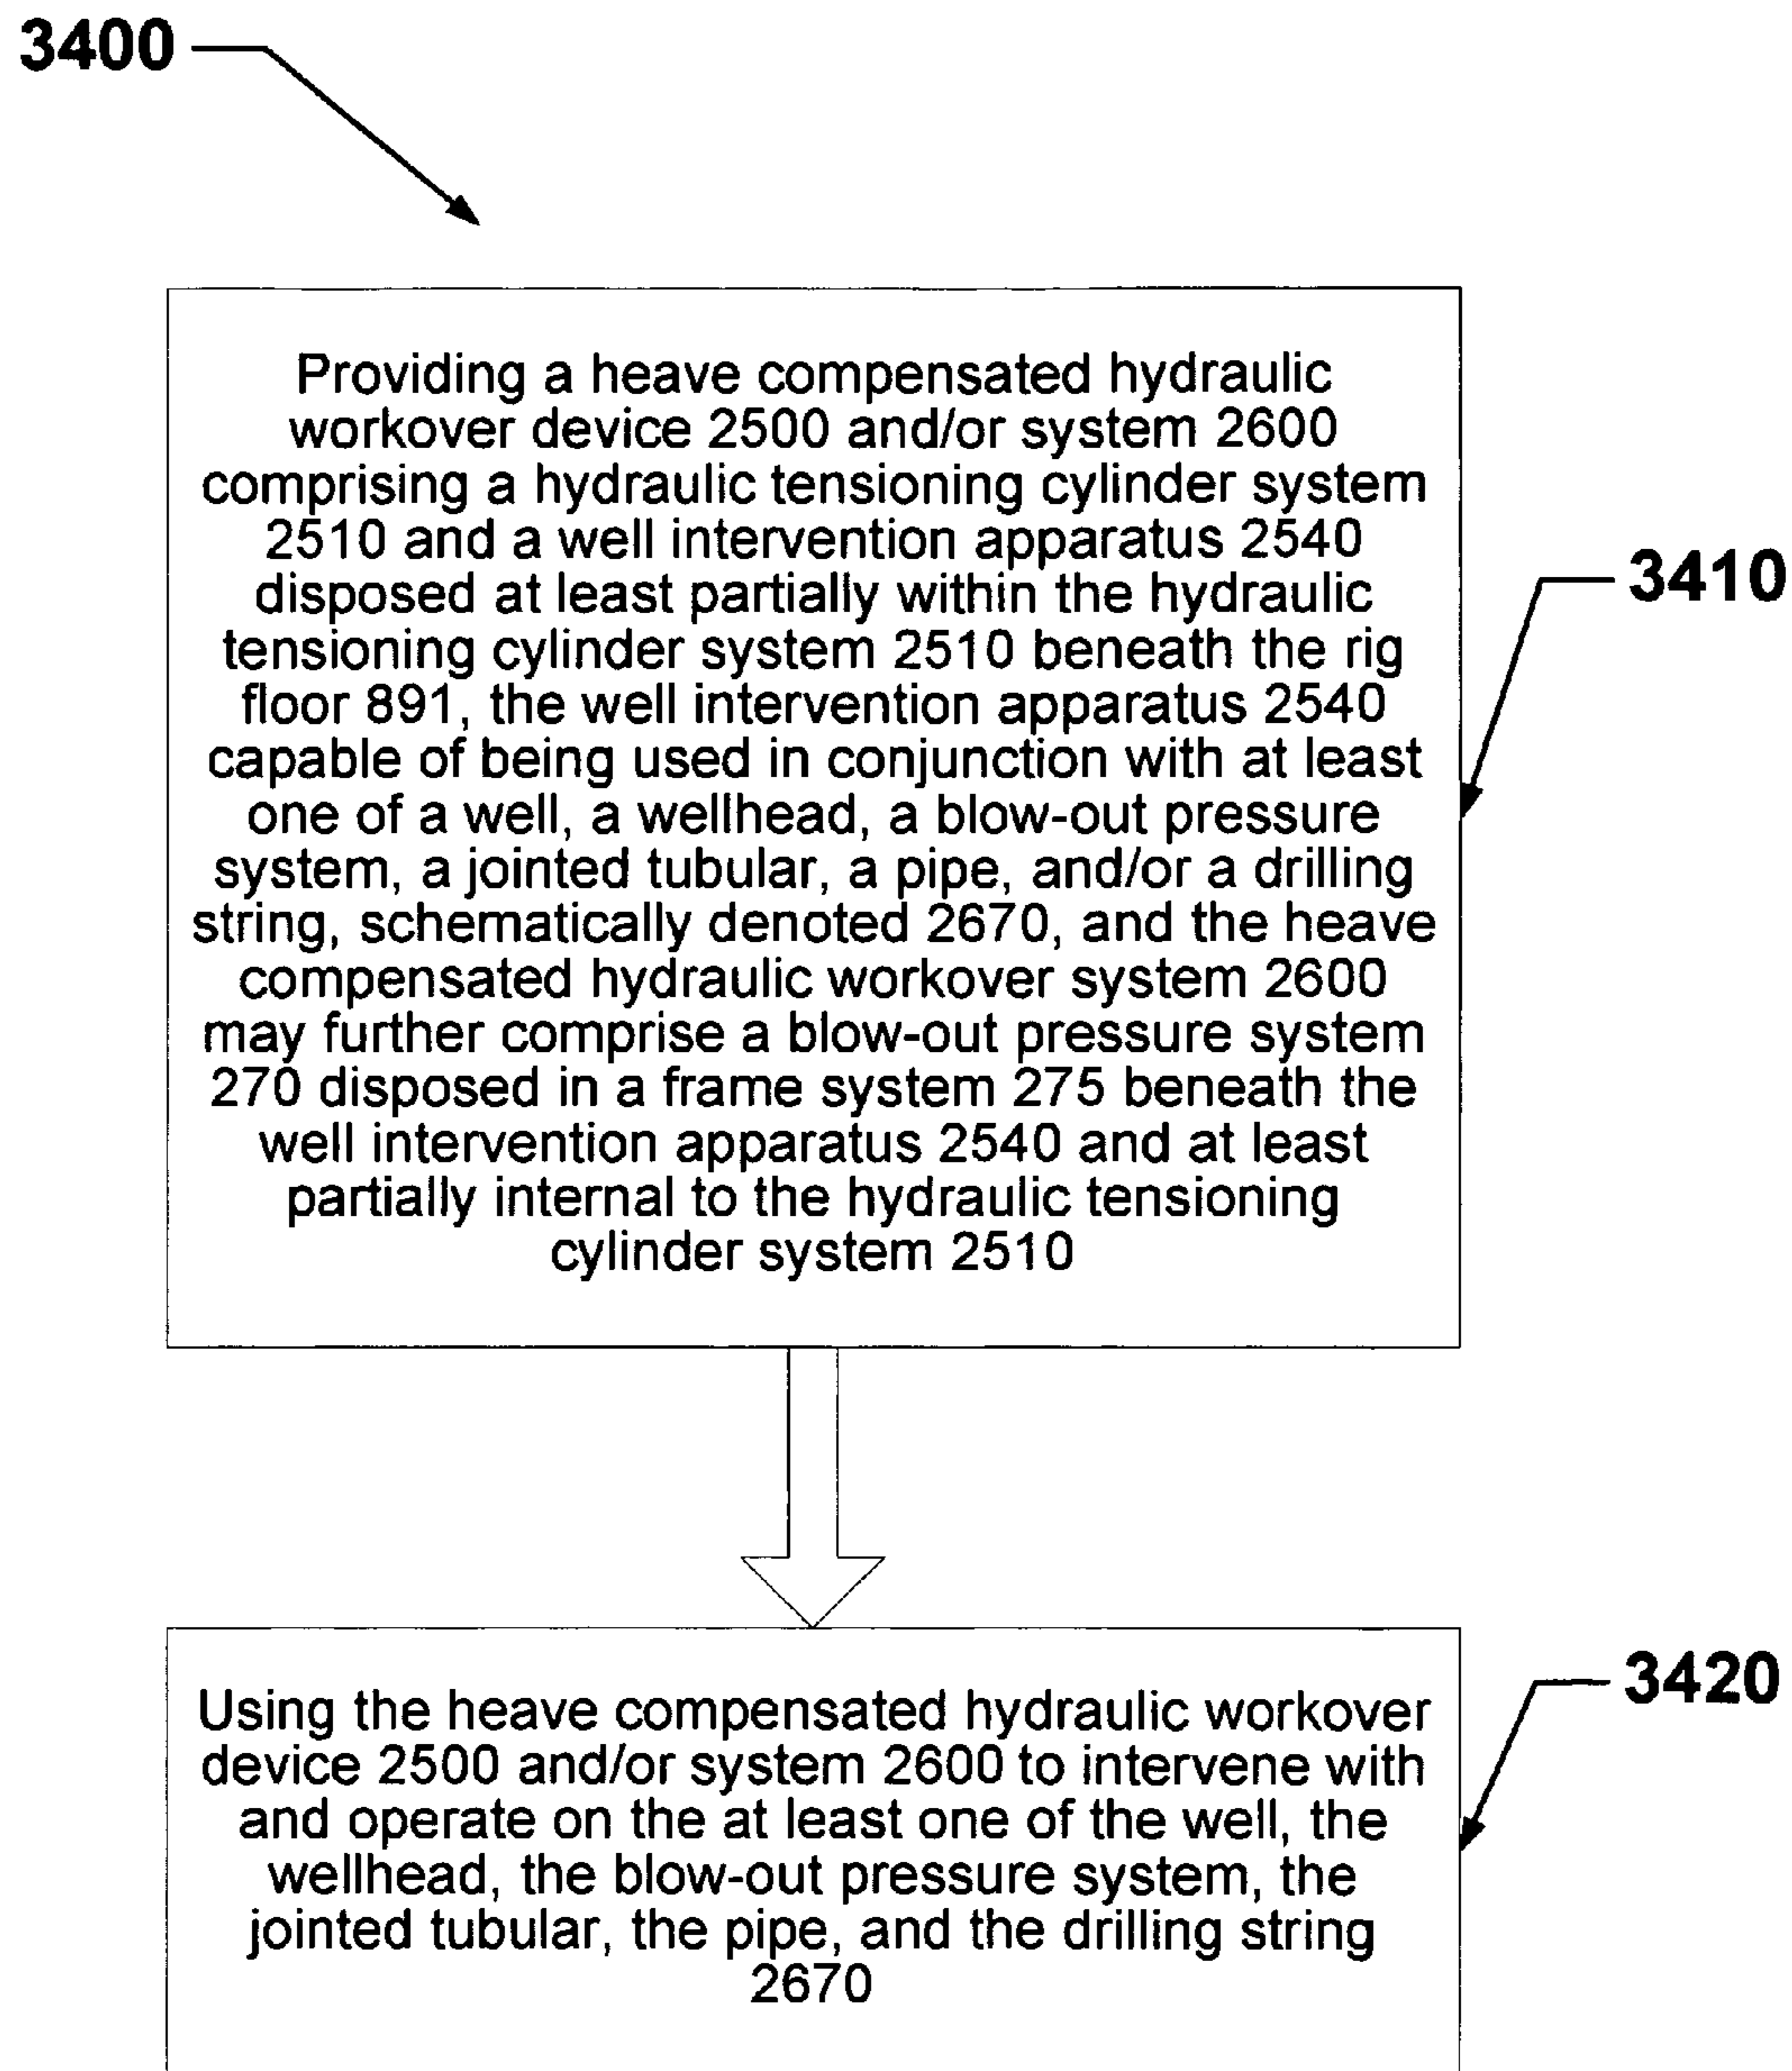 3400
Providing a heave compensated hydraulic
workover device 2500 and/or system 2600
comprising a hydraulic tensioning cylinder system
2510 and a well intervention apparatus 2540
disposed at least partially within the hydraulic
tensioning cylinder system 2510 beneath the rig
floor 891, the well intervention apparatus 2540
capable of being used in conjunction with at least
one of a well, a wellhead, a blow-out pressure
system, a jointed tubular, a pipe, and/or a drilling
string, schematically denoted 2670, and the heave
compensated hydraulic workover system 2600
may further comprise a blow-out pressure system
270 disposed in a frame system 275 beneath the
well intervention apparatus 2540 and at least
partially internal to the hydraulic tensioning
cylinder system 2510
3410
Using the heave compensated hydraulic workover
device 2500 and/or system 2600 to intervene with
and operate on the at least one of the well, the
wellhead, the blow-out pressure system, the
jointed tubular, the pipe, and the drilling string
2670
3420